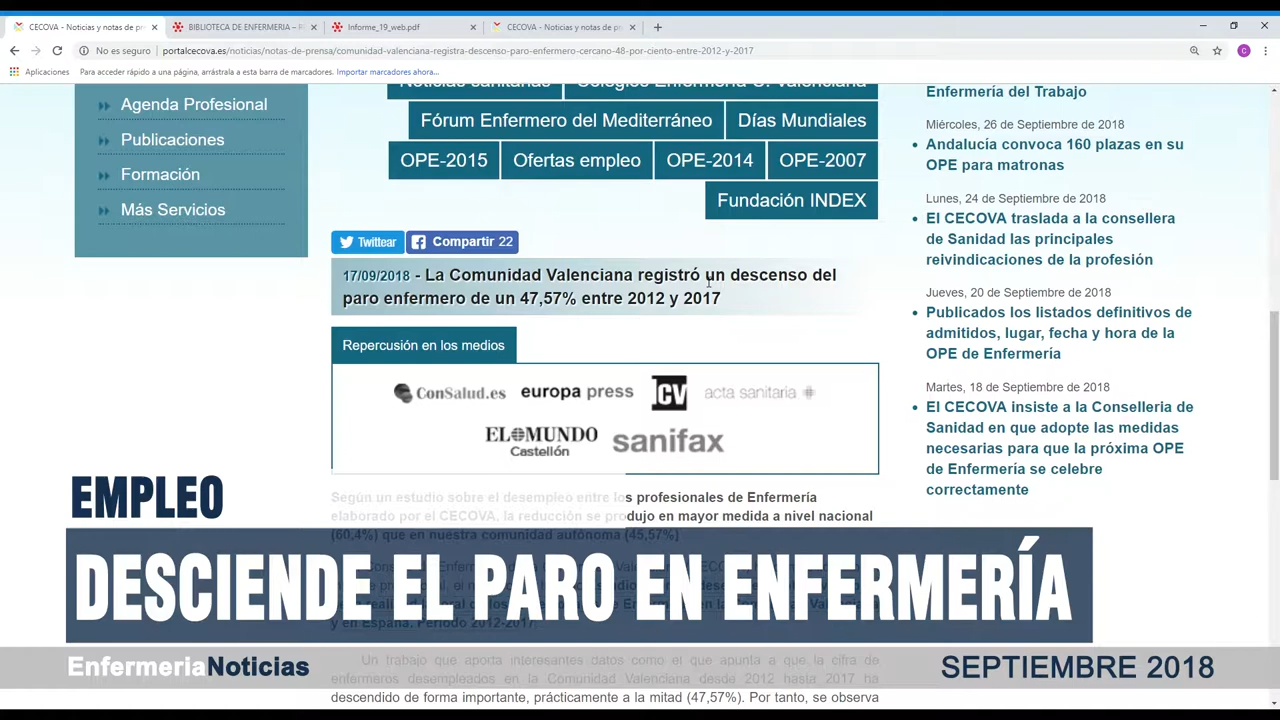 CECOVA - Noticias y notas de pre
BIBLIOTECA DE ENFERMERIA – P
Informe_19_web.pdf
CECOVA - Noticias y notas de pre
No es seguro
portalcecova.es/noticias/notas-de-prensa/comunidad-valenciana-registra-descenso-paro-enfermero-cercano-48-por-ciento-entre-2012-y-2017
C
Aplicaciones
Para acceder rápido a una página, arrástrala a esta barra de marcadores.
Importar marcadores ahora...
Agenda Profesional
Publicaciones
Formación
Más Servicios
Noticias sanitarias
Colegios Enfermería C. Valenciana
Fórum Enfermero del Mediterráneo
Días Mundiales
OPE-2015
Ofertas empleo
OPE-2014
OPE-2007
Fundación INDEX
Twittear
Compartir 22
17/09/2018 - La Comunidad Valenciana registró un descenso del
paro enfermero de un 47,57% entre 2012 y 2017
Repercusión en los medios
ConSalud.es
europa press
CV
acta sanitaria
EL MUNDO
Castellón
sanifax
Según un estudio sobre el desempleo entre los profesionales de Enfermería
elaborado por el CECOVA, la reducción se produjo en mayor medida a nivel nacional
(60,4%) que en nuestra comunidad autónoma (45,57%)
y en España. Periodo 2012-2017.
Un trabajo que aporta interesantes datos como el que apunta a que la cifra de
enfermeros desempleados en la Comunidad Valenciana desde 2012 hasta 2017 ha
descendido de forma importante, prácticamente a la mitad (47,57%). Por tanto, se observa
Enfermería del Trabajo
Miércoles, 26 de Septiembre de 2018
Andalucía convoca 160 plazas en su
OPE para matronas
Lunes, 24 de Septiembre de 2018
El CECOVA traslada a la consellera
de Sanidad las principales
reivindicaciones de la profesión
Jueves, 20 de Septiembre de 2018
Publicados los listados definitivos de
admitidos, lugar, fecha y hora de la
OPE de Enfermería
Martes, 18 de Septiembre de 2018
El CECOVA insiste a la Conselleria de
Sanidad en que adopte las medidas
necesarias para que la próxima OPE
de Enfermería se celebre
correctamente
EMPLEO
DESCIENDE EL PARO EN ENFERMERÍA
EnfermeriaNoticias
SEPTIEMBRE 2018